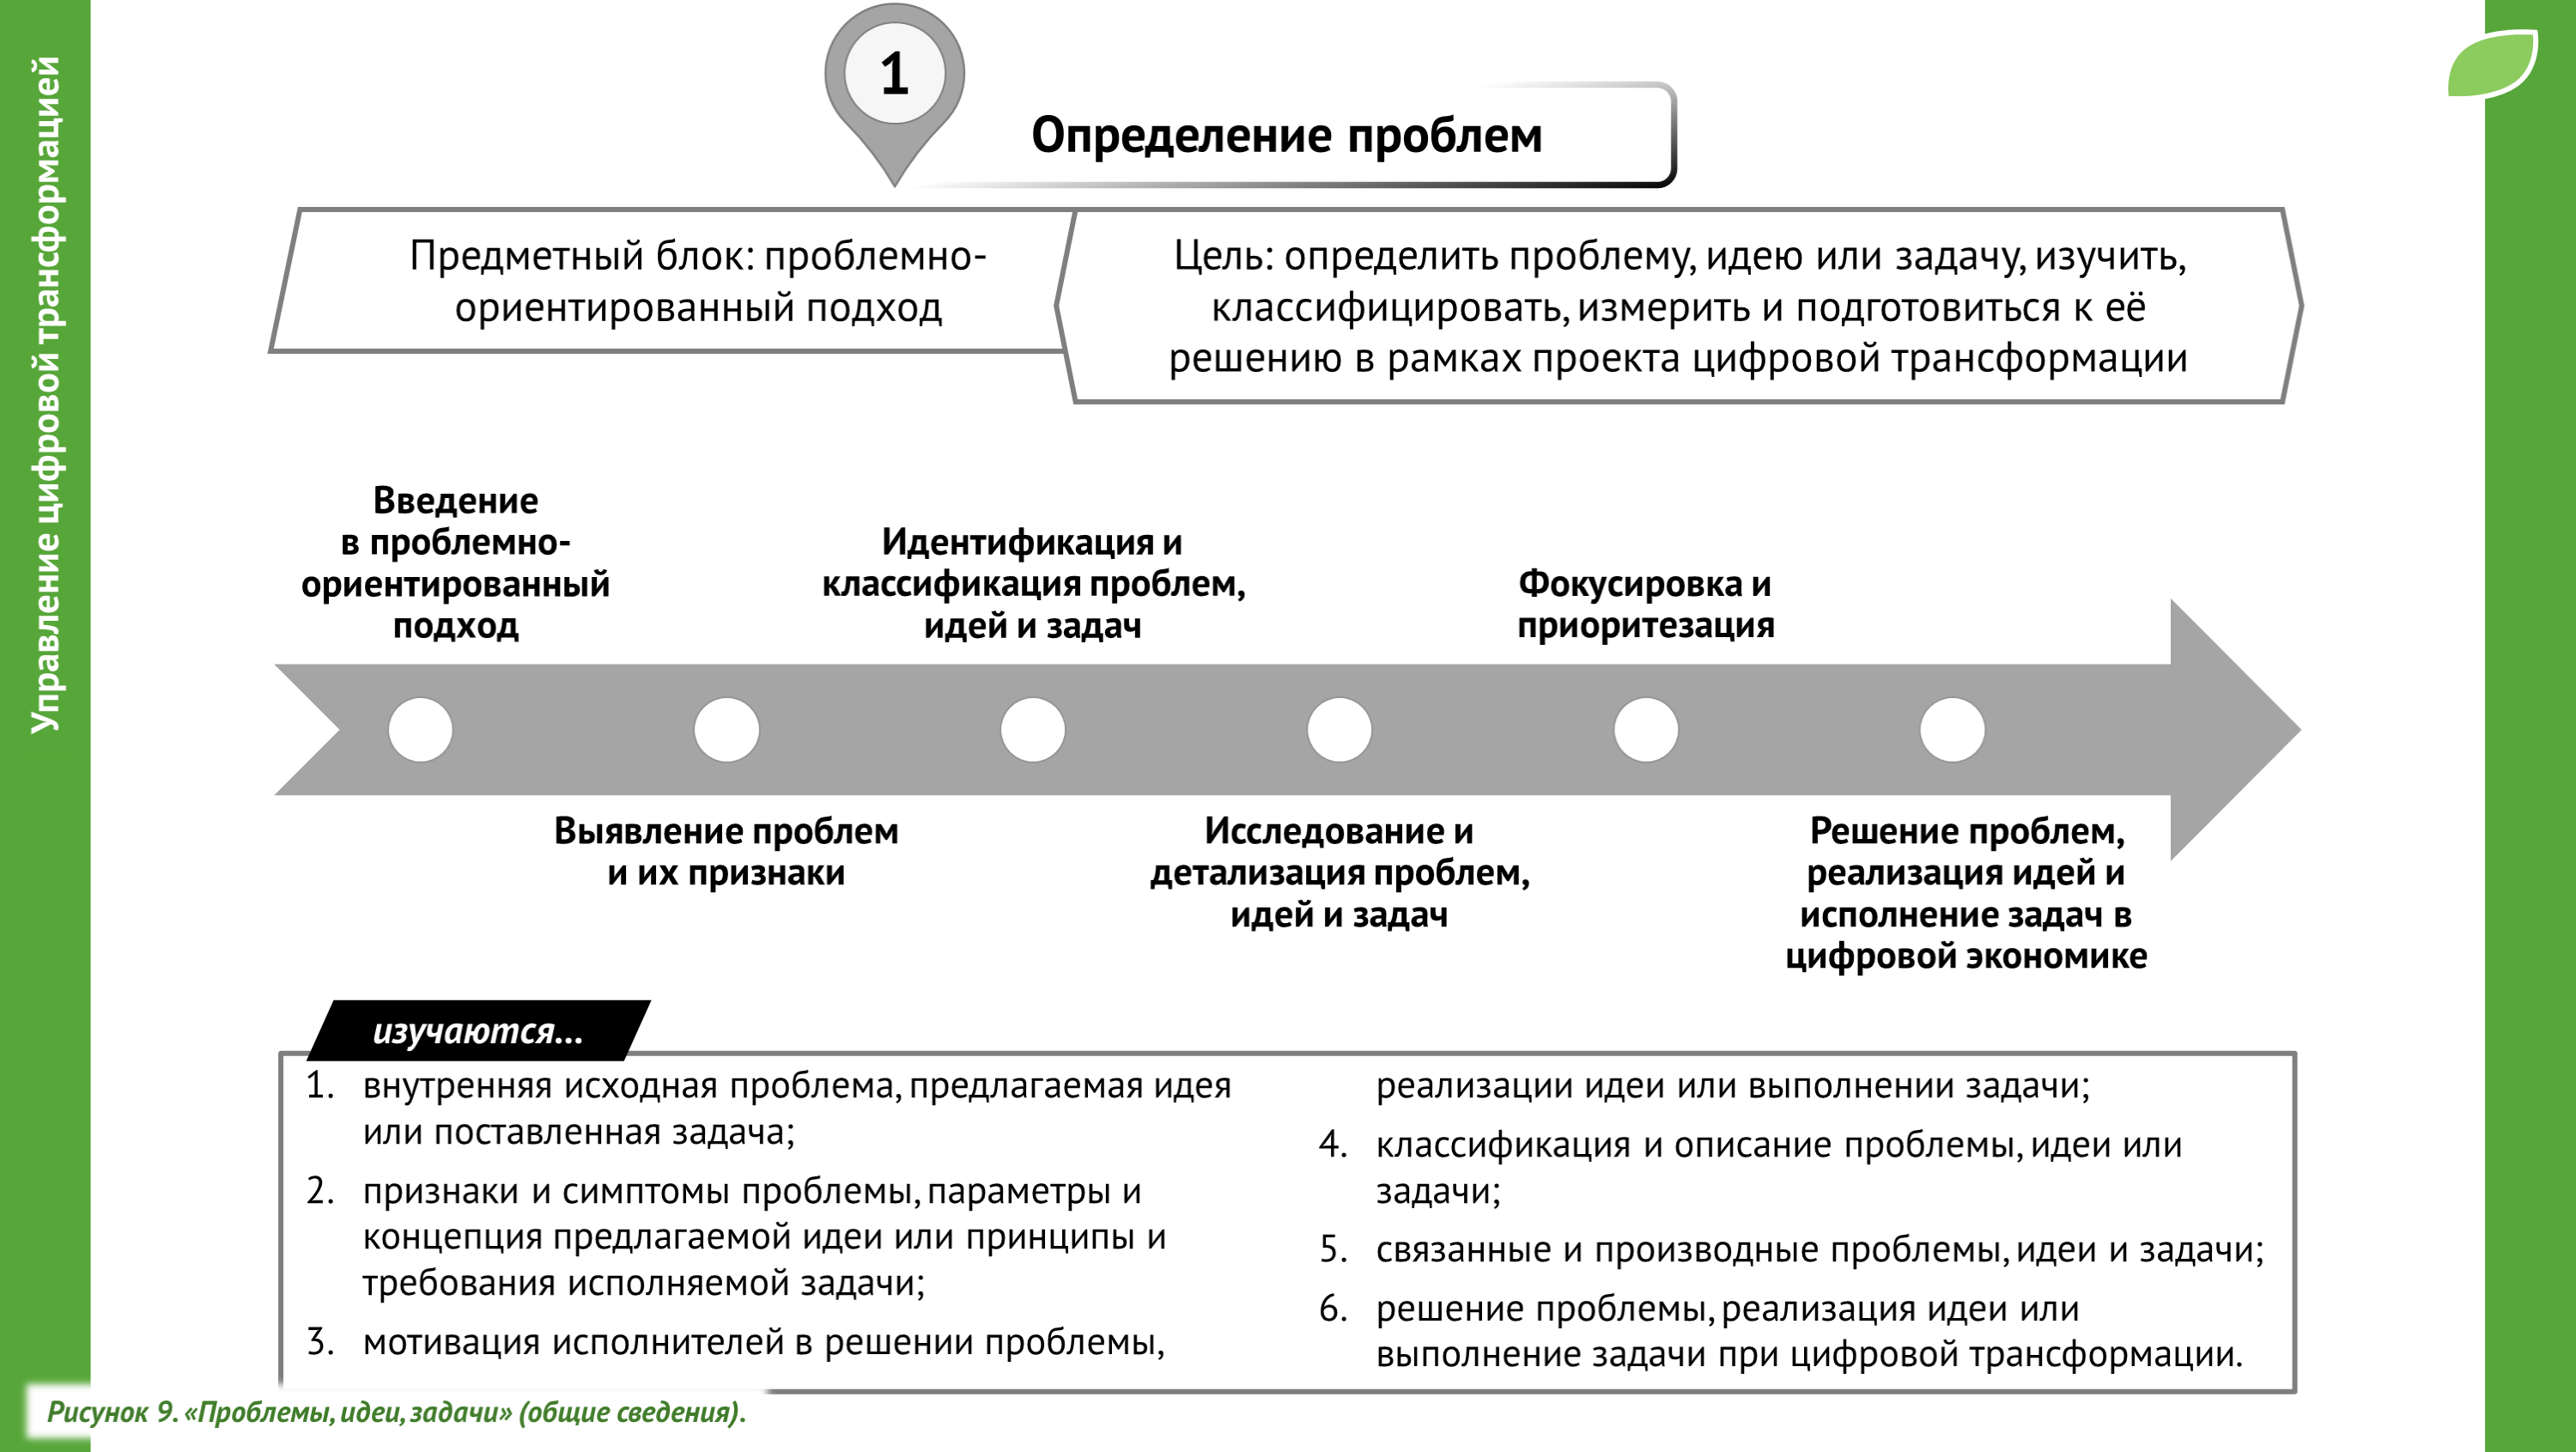 Управление цифровой трансформацией
1
Определение проблем
Предметный блок: проблемно-
ориентированный подход
Цель: определить проблему, идею или задачу, изучить,
классифицировать, измерить и подготовиться к её
решению в рамках проекта цифровой трансформации
Введение
в проблемно-
ориентированный
подход
Выявление проблем
и их признаки
Идентификация и
классификация проблем,
идей и задач
Исследование и
детализация проблем,
идей и задач
Фокусировка и
приоритезация
Решение проблем,
реализация идей и
исполнение задач в
цифровой экономике
изучаются...
1. внутренняя исходная проблема, предлагаемая идея
или поставленная задача;
2. признаки и симптомы проблемы, параметры и
концепция предлагаемой идеи или принципы и
требования исполняемой задачи;
3. мотивация исполнителей в решении проблемы,
реализации идеи или выполнении задачи;
4. классификация и описание проблемы, идеи или
задачи;
5. связанные и производные проблемы, идеи и задачи;
6. решение проблемы, реализация идеи или
выполнение задачи при цифровой трансформации.
Рисунок 9. «Проблемы, идеи, задачи» (общие сведения).